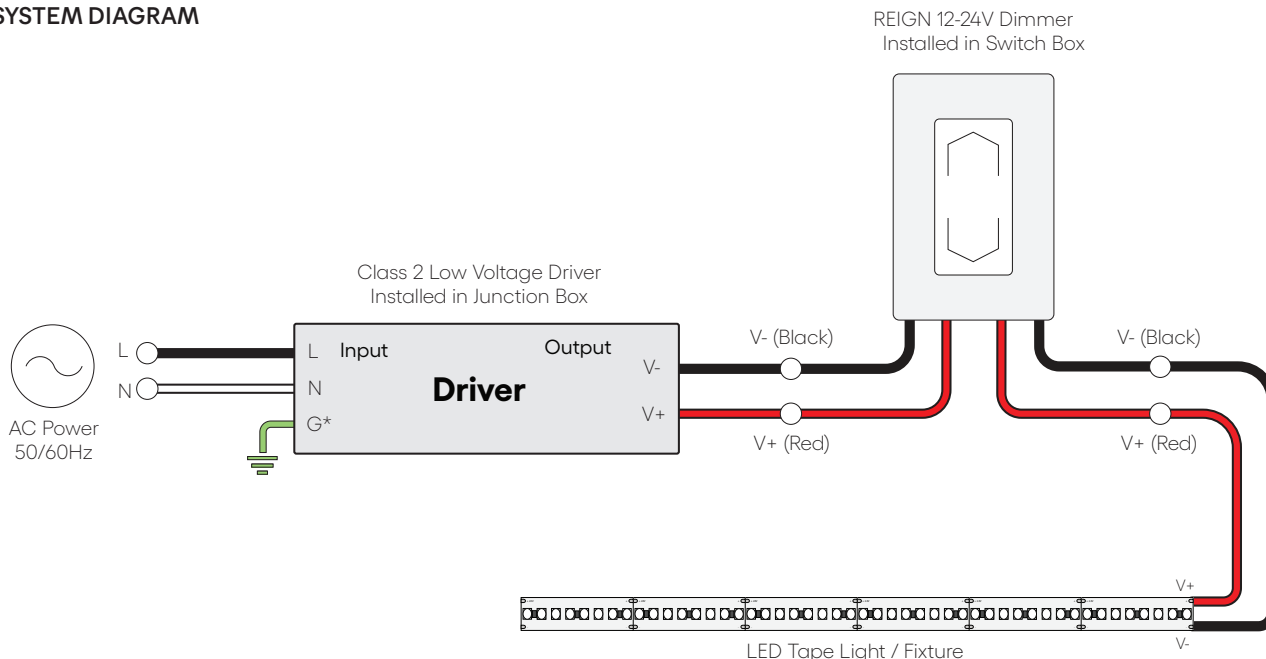 SYSTEM DIAGRAM
REIGN 12-24V Dimmer
Installed in Switch Box
Class 2 Low Voltage Driver
Installed in Junction Box
AC Power
50/60Hz
L
N
L
Input
Output
N
Driver
G*
V-
V+
V- (Black)
V+ (Red)
V- (Black)
V+ (Red)
V+
V-
LED Tape Light / Fixture